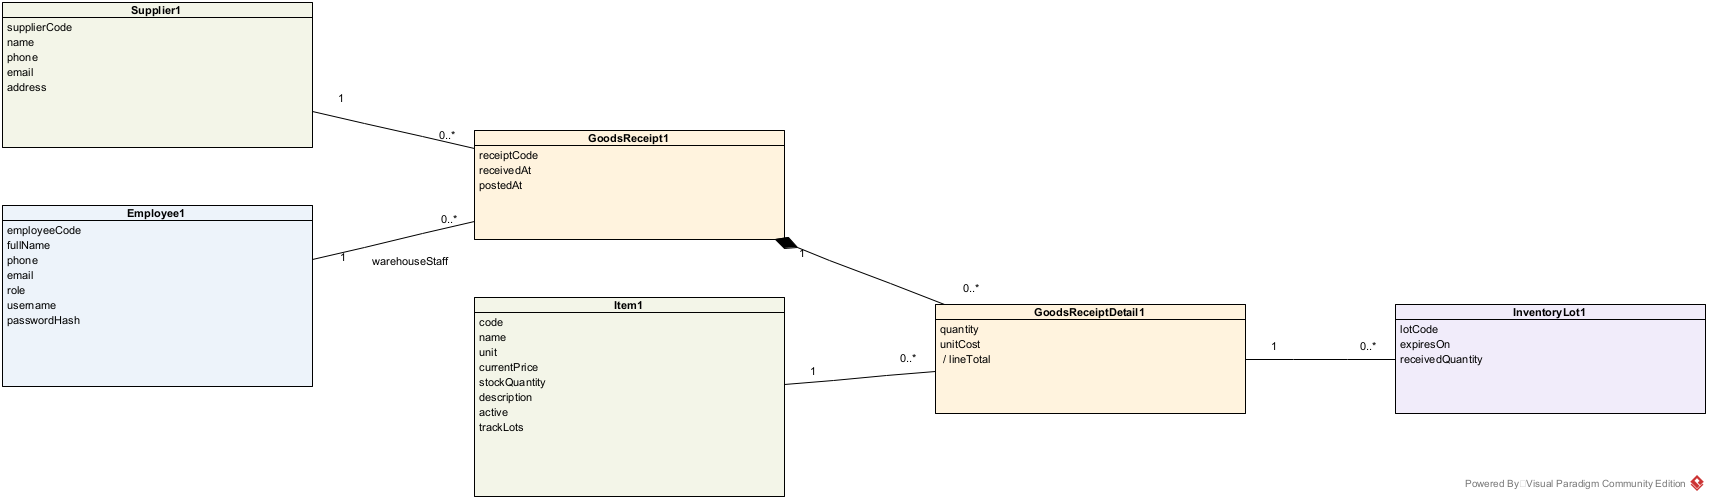 Supplier1
supplierCode
name
phone
email
address
1
0..*
GoodsReceipt1
receiptCode
receivedAt
postedAt
Employee1
employeeCode
fullName
phone
email
role
username
passwordHash
0..*
1
warehouseStaff
1
0..*
Item1
code
name
unit
currentPrice
stockQuantity
description
active
trackLots
1
0..*
GoodsReceiptDetail1
quantity
unitCost
/ lineTotal
1
0..*
InventoryLot1
lotCode
expiresOn
receivedQuantity
Powered By Visual Paradigm Community Edition